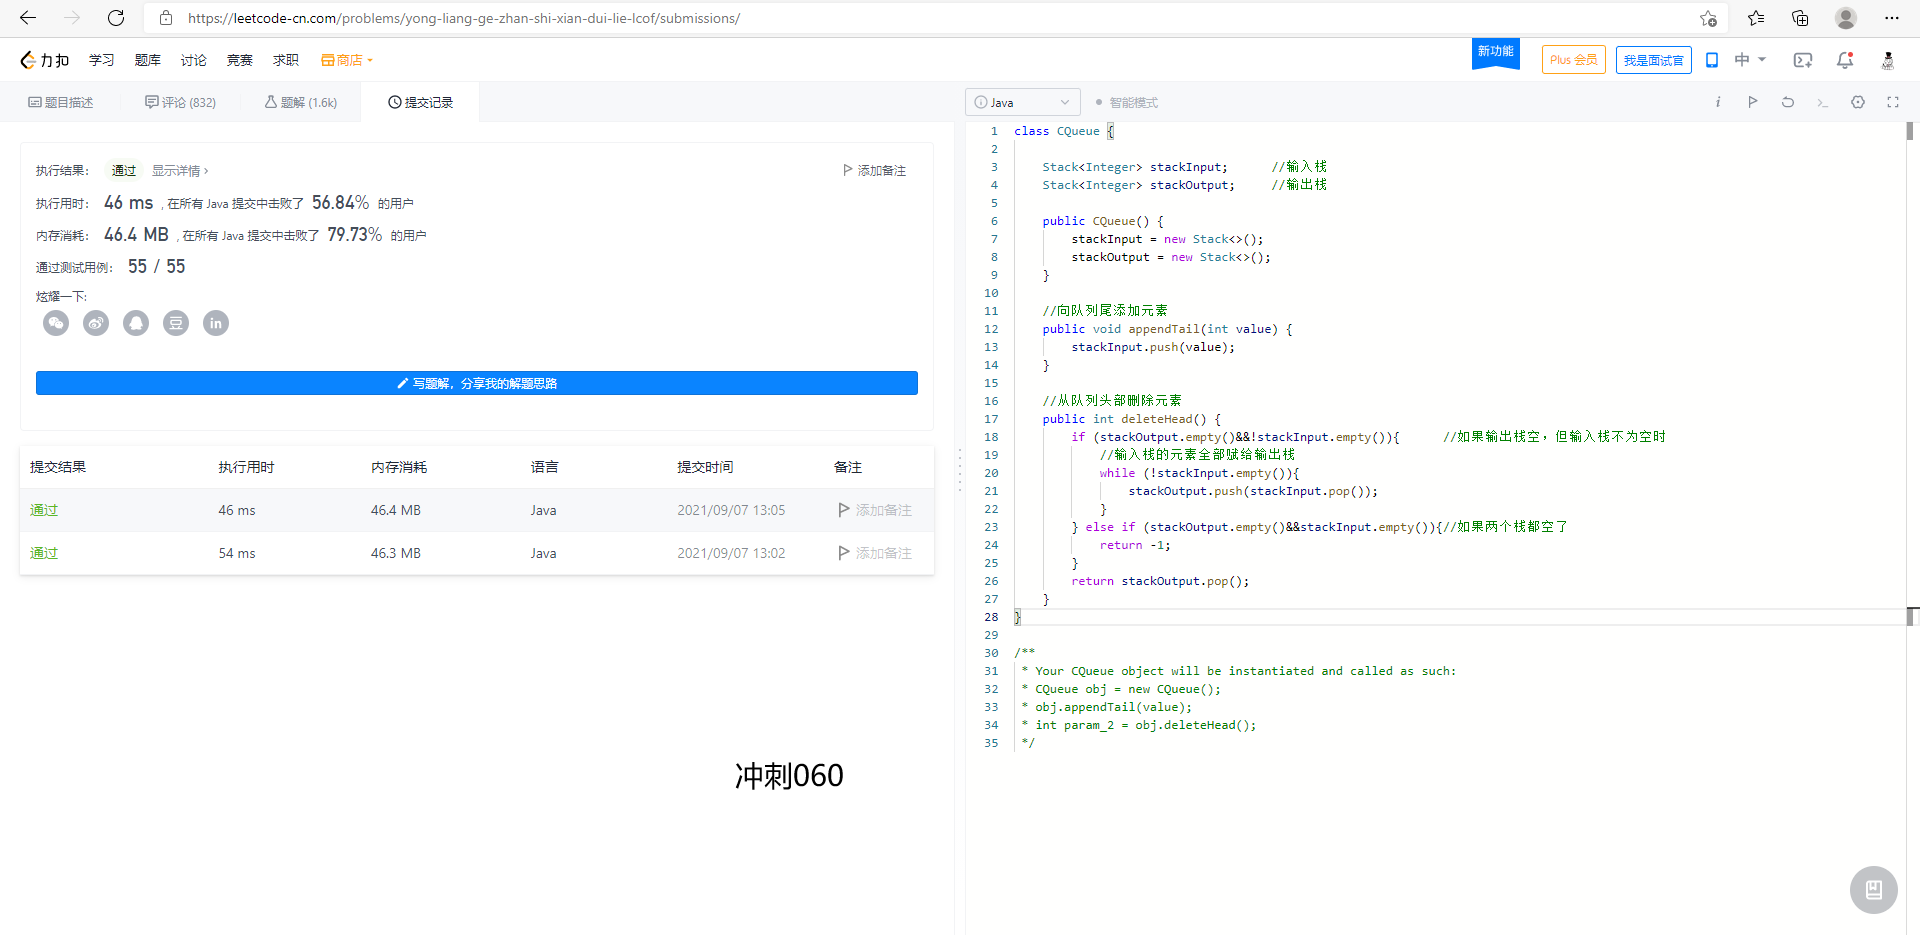 https://leetcode-cn.com/problems/yong-liang-ge-zhan-shi-xian-dui-lie-lcof/submissions/
力扣 学习 题库 讨论 竞赛 求职 商店 新功能 Plus 会员 我是面试官 中
题目描述 评论 (832) 题解 (1.6k) 提交记录
执行结果： 通过 显示详情 › 添加备注
执行用时： 46 ms , 在所有 Java 提交中击败了 56.84% 的用户
内存消耗： 46.4 MB , 在所有 Java 提交中击败了 79.73% 的用户
通过测试用例： 55 / 55
炫耀一下:
豆 in
写题解，分享我的解题思路
提交结果 执行用时 内存消耗 语言 提交时间 备注
通过 46 ms 46.4 MB Java 2021/09/07 13:05 添加备注
通过 54 ms 46.3 MB Java 2021/09/07 13:02 添加备注
冲刺060
Java 智能模式 i
1 class CQueue {
2
3     Stack<Integer> stackInput;      //输入栈
4     Stack<Integer> stackOutput;     //输出栈
5
6     public CQueue() {
7         stackInput = new Stack<>();
8         stackOutput = new Stack<>();
9     }
10
11     //向队列尾添加元素
12     public void appendTail(int value) {
13         stackInput.push(value);
14     }
15
16     //从队列头部删除元素
17     public int deleteHead() {
18         if (stackOutput.empty()&&!stackInput.empty()){      //如果输出栈空，但输入栈不为空时
19             //输入栈的元素全部赋给输出栈
20             while (!stackInput.empty()){
21                 stackOutput.push(stackInput.pop());
22             }
23         } else if (stackOutput.empty()&&stackInput.empty()){//如果两个栈都空了
24             return -1;
25         }
26         return stackOutput.pop();
27     }
28 }
29
30 /**
31  * Your CQueue object will be instantiated and called as such:
32  * CQueue obj = new CQueue();
33  * obj.appendTail(value);
34  * int param_2 = obj.deleteHead();
35  */